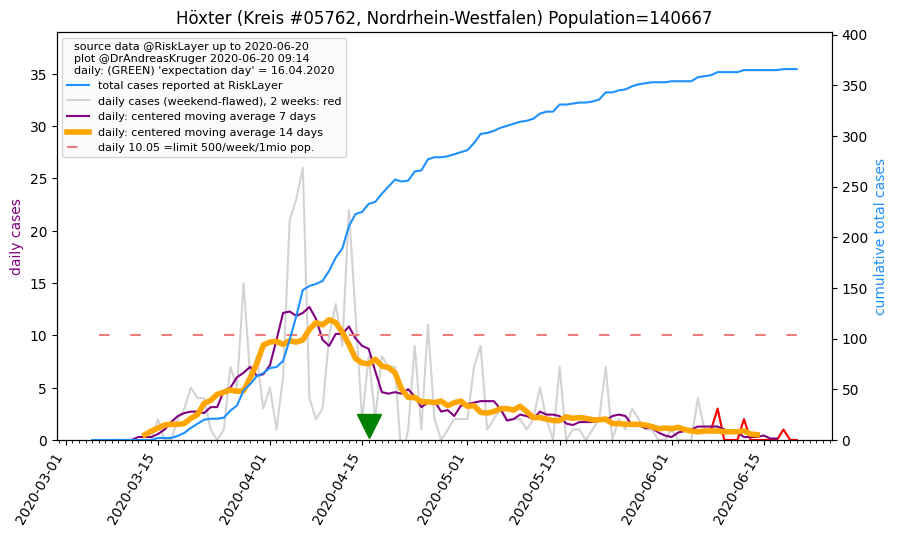 Höxter (Kreis #05762, Nordrhein-Westfalen) Population=140667
source data @RiskLayer up to 2020-06-20
plot @DrAndreasKruger 2020-06-20 09:14
daily: (GREEN) 'expectation day' = 16.04.2020
total cases reported at RiskLayer
daily cases (weekend-flawed), 2 weeks: red
daily: centered moving average 7 days
daily: centered moving average 14 days
daily 10.05 =limit 500/week/1mio pop.
daily cases
35
30
25
20
15
10
5
0
cumulative total cases
400
350
300
250
200
150
100
50
0
2020-03-01
2020-03-15
2020-04-01
2020-04-15
2020-05-01
2020-05-15
2020-06-01
2020-06-15